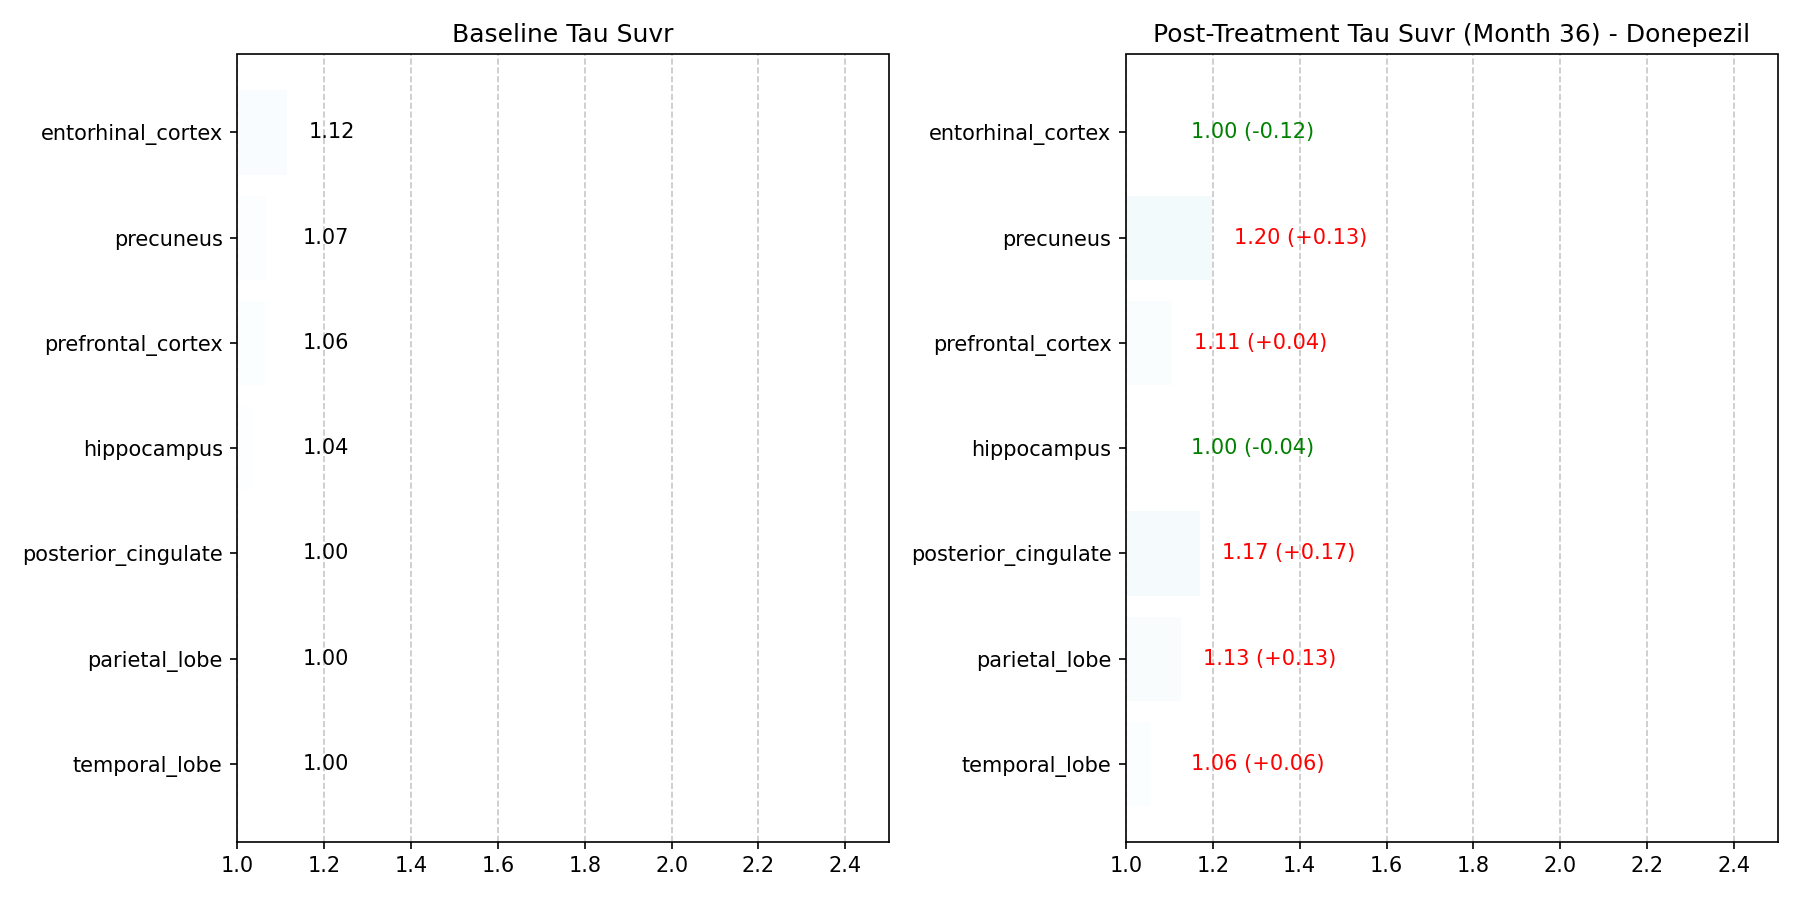 Baseline Tau Suvr
entorhinal_cortex 1.12
precuneus 1.07
prefrontal_cortex 1.06
hippocampus 1.04
posterior_cingulate 1.00
parietal_lobe 1.00
temporal_lobe 1.00
1.0 1.2 1.4 1.6 1.8 2.0 2.2 2.4
Post-Treatment Tau Suvr (Month 36) - Donepezil
entorhinal_cortex 1.00 (-0.12)
precuneus 1.20 (+0.13)
prefrontal_cortex 1.11 (+0.04)
hippocampus 1.00 (-0.04)
posterior_cingulate 1.17 (+0.17)
parietal_lobe 1.13 (+0.13)
temporal_lobe 1.06 (+0.06)
1.0 1.2 1.4 1.6 1.8 2.0 2.2 2.4